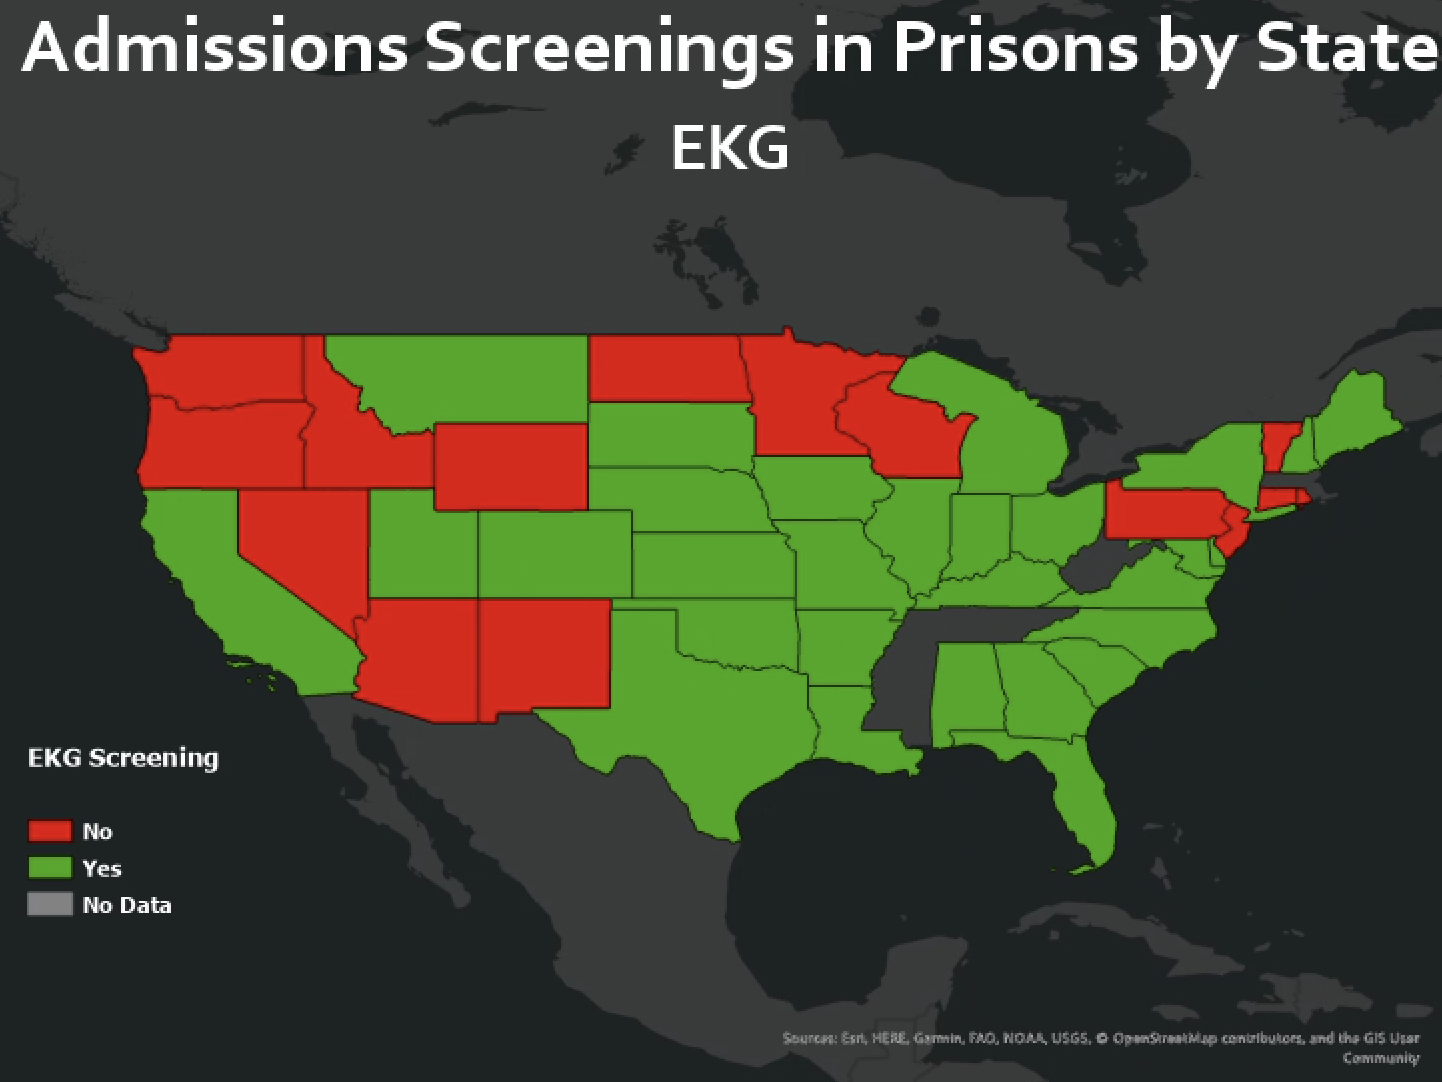 Admissions Screenings in Prisons by State
EKG
EKG Screening
No
Yes
No Data
Sources: Esri, HERE, Garmin, FAO, NOAA, USGS, © OpenStreetMap contributors, and the GIS User
Community